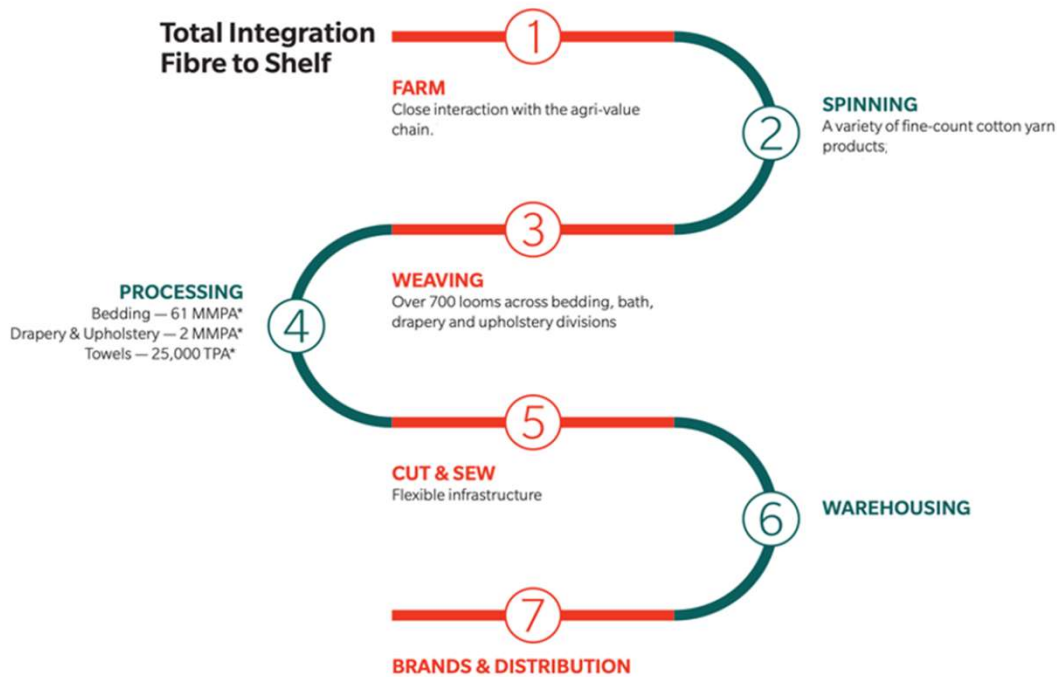 Total Integration
Fibre to Shelf
1
FARM
Close interaction with the agri-value
chain.
2
SPINNING
A variety of fine-count cotton yarn
products;
3
WEAVING
Over 700 looms across bedding, bath,
drapery and upholstery divisions
PROCESSING
Bedding — 61 MMPA*
Drapery & Upholstery — 2 MMPA*
Towels — 25,000 TPA*
4
5
CUT & SEW
Flexible infrastructure
6
WAREHOUSING
7
BRANDS & DISTRIBUTION